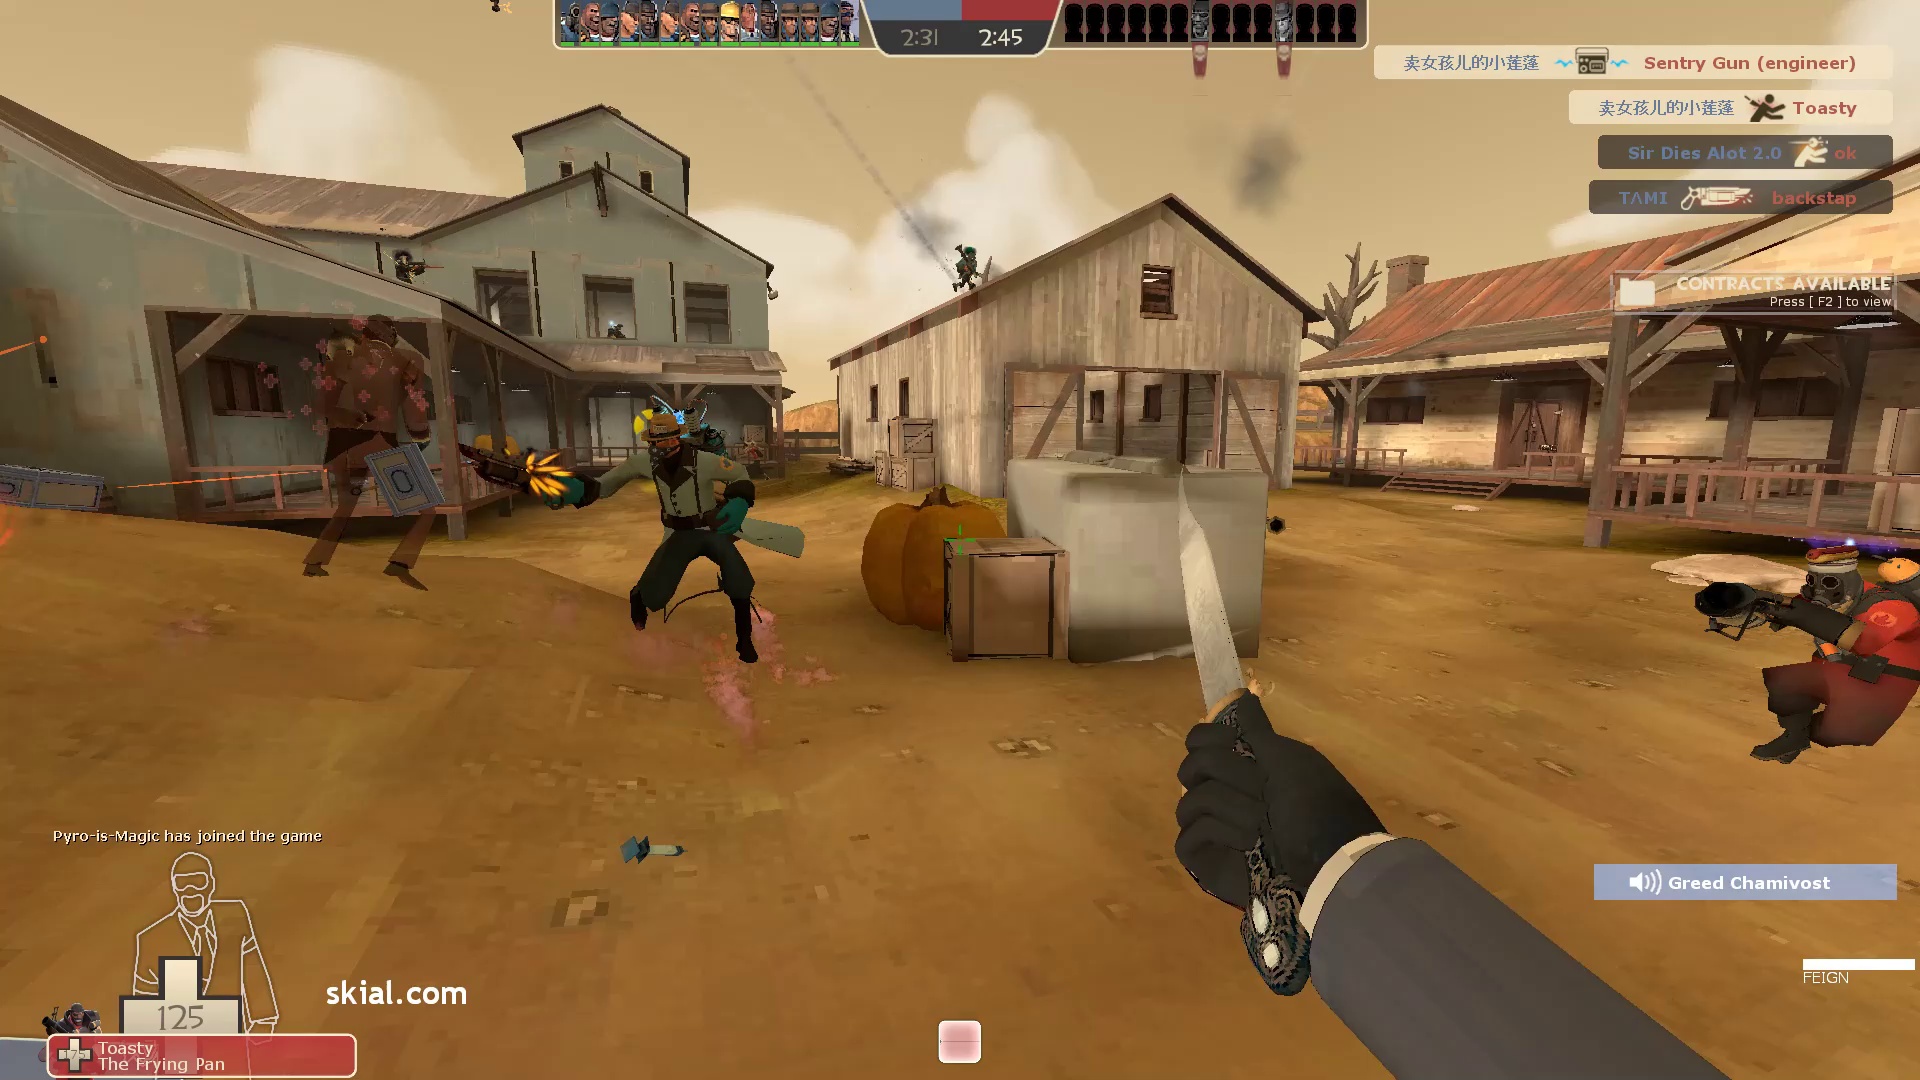 2:31 2:45
卖女孩儿的小莲蓬 Sentry Gun (engineer)
卖女孩儿的小莲蓬 Toasty
Sir Dies Alot 2.0 ok
TΛMI backstap
CONTRACTS AVAILABLE
Press [ F2 ] to view
Pyro-is-Magic has joined the game
Greed Chamivost
FEIGN
skial.com
125
175
Toasty
The Frying Pan